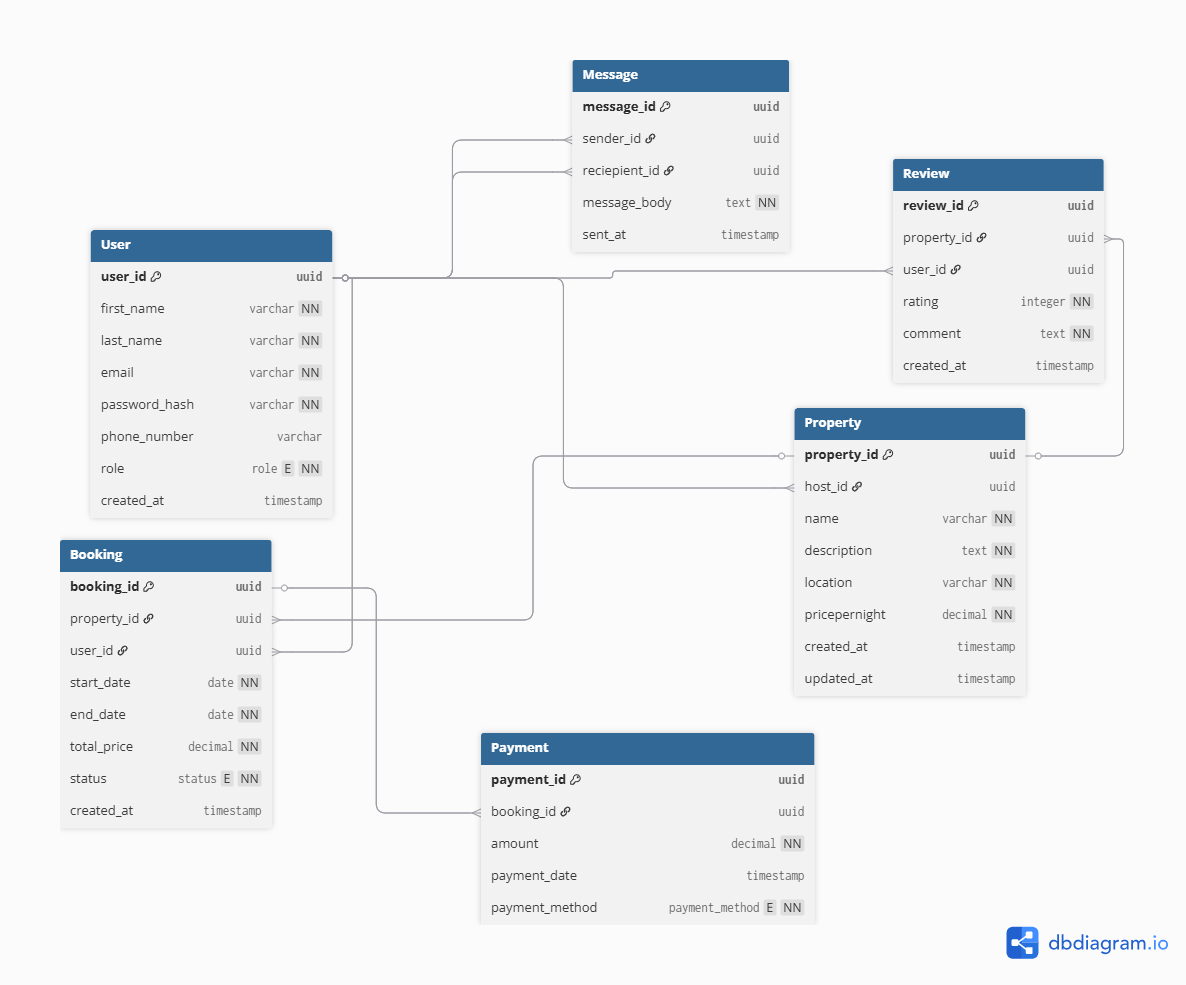 Message
message_id uuid
sender_id uuid
reciepient_id uuid
message_body text NN
sent_at timestamp
Review
review_id uuid
property_id uuid
user_id uuid
rating integer NN
comment text NN
created_at timestamp
User
user_id uuid
first_name varchar NN
last_name varchar NN
email varchar NN
password_hash varchar NN
phone_number varchar
role role E NN
created_at timestamp
Property
property_id uuid
host_id uuid
name varchar NN
description text NN
location varchar NN
pricepernight decimal NN
created_at timestamp
updated_at timestamp
Booking
booking_id uuid
property_id uuid
user_id uuid
start_date date NN
end_date date NN
total_price decimal NN
status status E NN
created_at timestamp
Payment
payment_id uuid
booking_id uuid
amount decimal NN
payment_date timestamp
payment_method payment_method E NN
dbdiagram.io